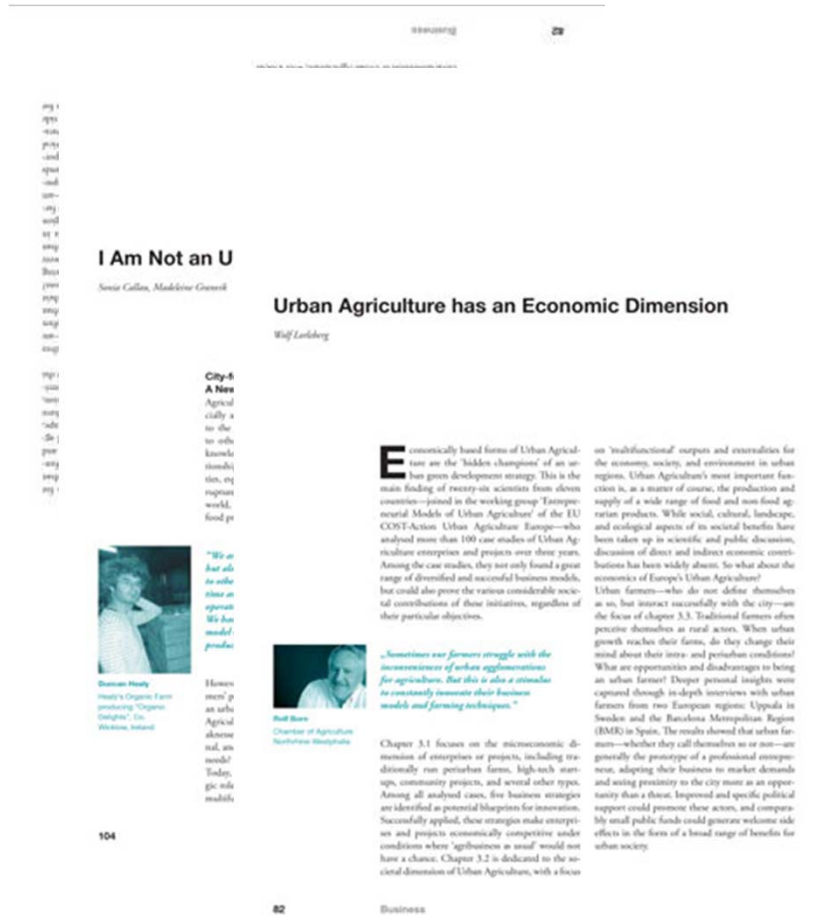 I Am Not an U
Sonia Callau, Madeleine Granvik
City-f
A New
Agricul
cially a
to the
to othe
knowle
tionshi
ties, esp
ruptur
world,
food pr
"We a
but als
to othe
time a
operat
We ha
model
produc
Duncan Healy
Healy's Organic Farm
producing "Organic
Delights", Co.
Wicklow, Ireland
Howev
mers' p
an urba
Agricul
aknesse
nal, and
needs?
Today,
gic role
multifu
104
Urban Agriculture has an Economic Dimension
Wolf Lorleberg
Economically based forms of Urban Agricul-
ture are the 'hidden champions' of an ur-
ban green development strategy. This is the
main finding of twenty-six scientists from eleven
countries—joined in the working group 'Entrepre-
neurial Models of Urban Agriculture' of the EU
COST-Action Urban Agriculture Europe—who
analysed more than 100 case studies of Urban Ag-
riculture enterprises and projects over three years.
Among the case studies, they not only found a great
range of diversified and successful business models,
but could also prove the various considerable socie-
tal contributions of these initiatives, regardless of
their particular objectives.
„Sometimes our farmers struggle with the
inconveniences of urban agglomerations
for agriculture. But this is also a stimulus
to constantly innovate their business
models and farming techniques."
Rolf Born
Chamber of Agriculture
Northrhine Westphalia
Chapter 3.1 focuses on the microeconomic di-
mension of enterprises or projects, including tra-
ditionally run periurban farms, high-tech start-
ups, community projects, and several other types.
Among all analysed cases, five business strategies
are identified as potential blueprints for innovation.
Successfully applied, these strategies make enterpri-
ses and projects economically competitive under
conditions where 'agribusiness as usual' would not
have a chance. Chapter 3.2 is dedicated to the so-
cietal dimension of Urban Agriculture, with a focus
on 'multifunctional' outputs and externalities for
the economy, society, and environment in urban
regions. Urban Agriculture's most important fun-
ction is, as a matter of course, the production and
supply of a wide range of food and non-food ag-
rarian products. While social, cultural, landscape,
and ecological aspects of its societal benefits have
been taken up in scientific and public discussion,
discussion of direct and indirect economic contri-
butions has been widely absent. So what about the
economics of Europe's Urban Agriculture?
Urban farmers—who do not define themselves
as so, but interact successfully with the city—are
the focus of chapter 3.3. Traditional farmers often
perceive themselves as rural actors. When urban
growth reaches their farms, do they change their
mind about their intra- and periurban conditions?
What are opportunities and disadvantages to being
an urban farmer? Deeper personal insights were
captured through in-depth interviews with urban
farmers from two European regions: Uppsala in
Sweden and the Barcelona Metropolitan Region
(BMR) in Spain. The results showed that urban far-
mers—whether they call themselves so or not—are
generally the prototype of a professional entrepre-
neur, adapting their business to market demands
and seeing proximity to the city more as an oppor-
tunity than a threat. Improved and specific political
support could promote these actors, and compara-
bly small public funds could generate welcome side
effects in the form of a broad range of benefits for
urban society.
82
Business